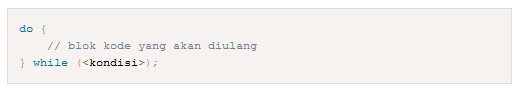 do {
    // blok kode yang akan diulang
} while (<kondisi>);